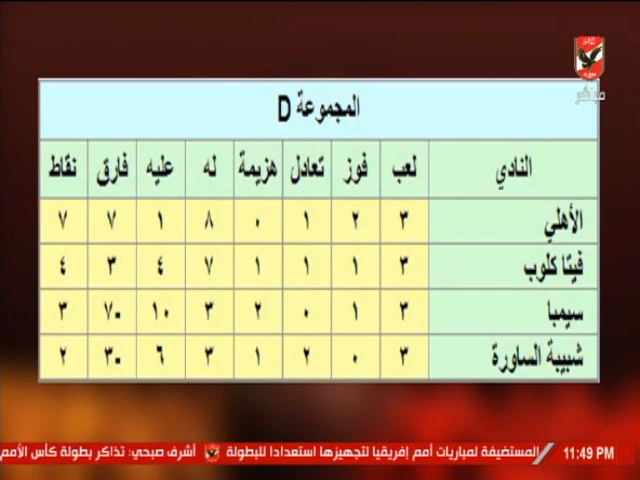 مباشر
المجموعة D
النادي لعب فوز تعادل هزيمة له عليه فارق نقاط
الأهلي ٣ ٢ ١ ٠ ٨ ١ ٧ ٧
فيتا كلوب ٣ ١ ١ ١ ٧ ٤ ٣ ٤
سيمبا ٣ ١ ٠ ٢ ٣ ١٠ -٧ ٣
شبيبة الساورة ٣ ٠ ٢ ١ ٣ ٦ -٣ ٢
المستضيفة لمباريات أمم إفريقيا لتجهيزها استعدادا للبطولة أشرف صبحي: تذاكر بطولة كأس الأمم
11:49 PM